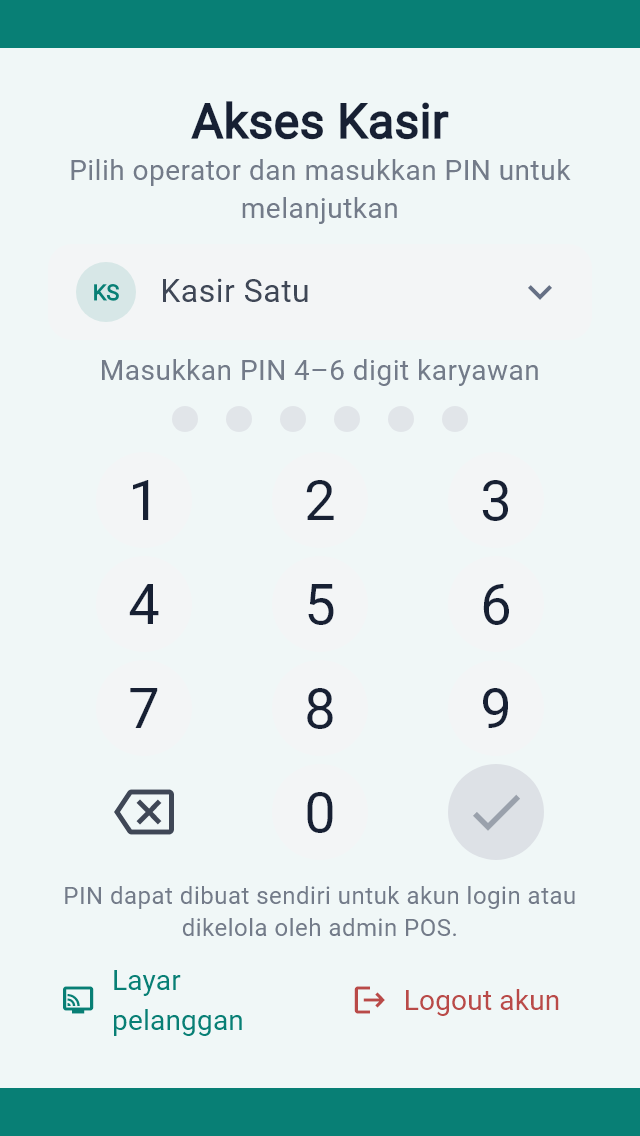 Akses Kasir
Pilih operator dan masukkan PIN untuk
melanjutkan
KS Kasir Satu
Masukkan PIN 4–6 digit karyawan
1 2 3
4 5 6
7 8 9
0
PIN dapat dibuat sendiri untuk akun login atau
dikelola oleh admin POS.
Layar
pelanggan
Logout akun